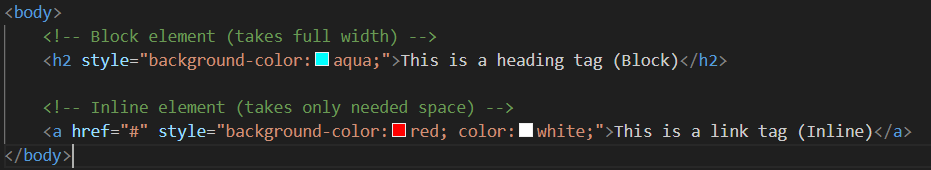 <body>
<!-- Block element (takes full width) -->
<h2 style="background-color:aqua;">This is a heading tag (Block)</h2>
<!-- Inline element (takes only needed space) -->
<a href="#" style="background-color:red; color:white;">This is a link tag (Inline)</a>
</body>